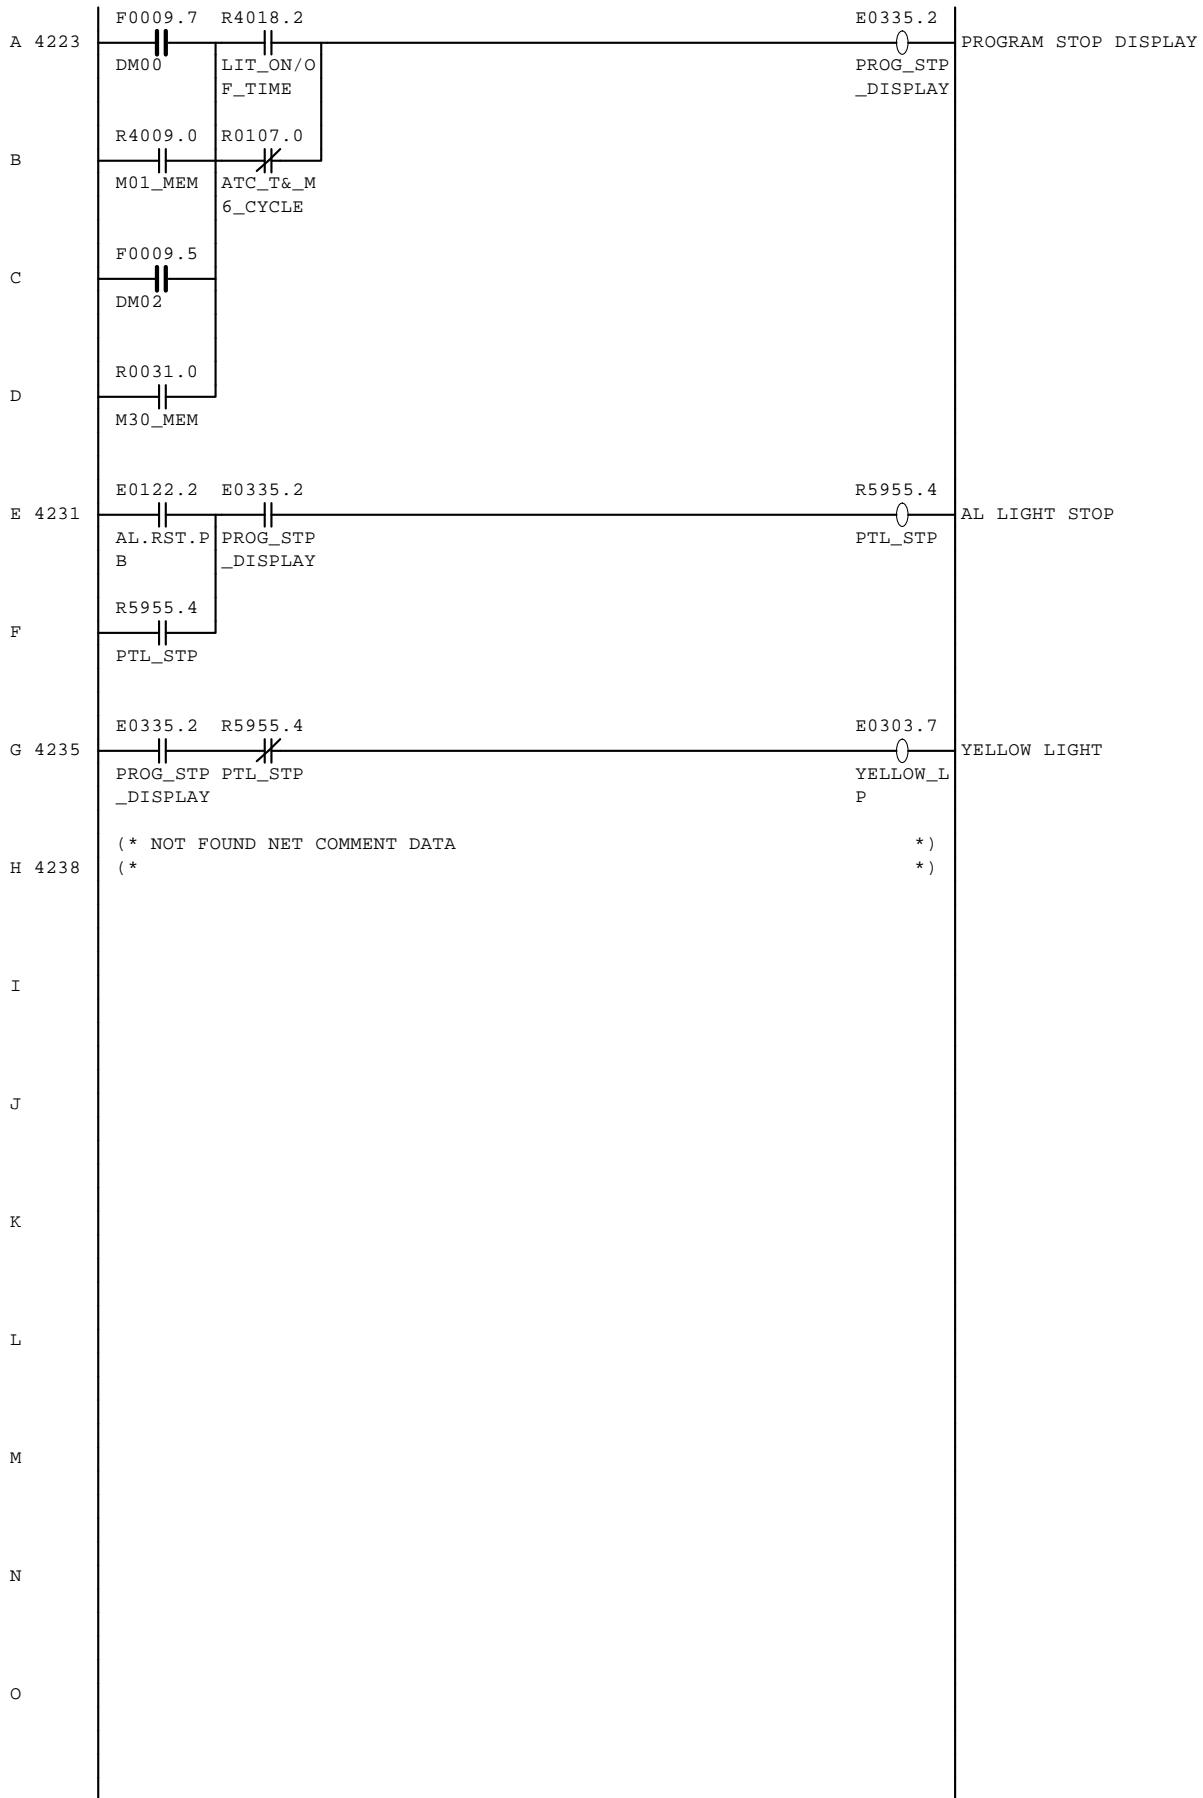 F0009.7 R4018.2 E0335.2
A 4223 PROGRAM STOP DISPLAY
DM00 LIT_ON/O PROG_STP
F_TIME _DISPLAY
R4009.0 R0107.0
B
M01_MEM ATC_T&_M
6_CYCLE
F0009.5
C
DM02
R0031.0
D
M30_MEM
E0122.2 E0335.2 R5955.4
E 4231 AL LIGHT STOP
AL.RST.P PROG_STP PTL_STP
B _DISPLAY
R5955.4
F
PTL_STP
E0335.2 R5955.4 E0303.7
G 4235 YELLOW LIGHT
PROG_STP PTL_STP YELLOW_L
_DISPLAY P
(* NOT FOUND NET COMMENT DATA *)
H 4238 (* *)
I
J
K
L
M
N
O